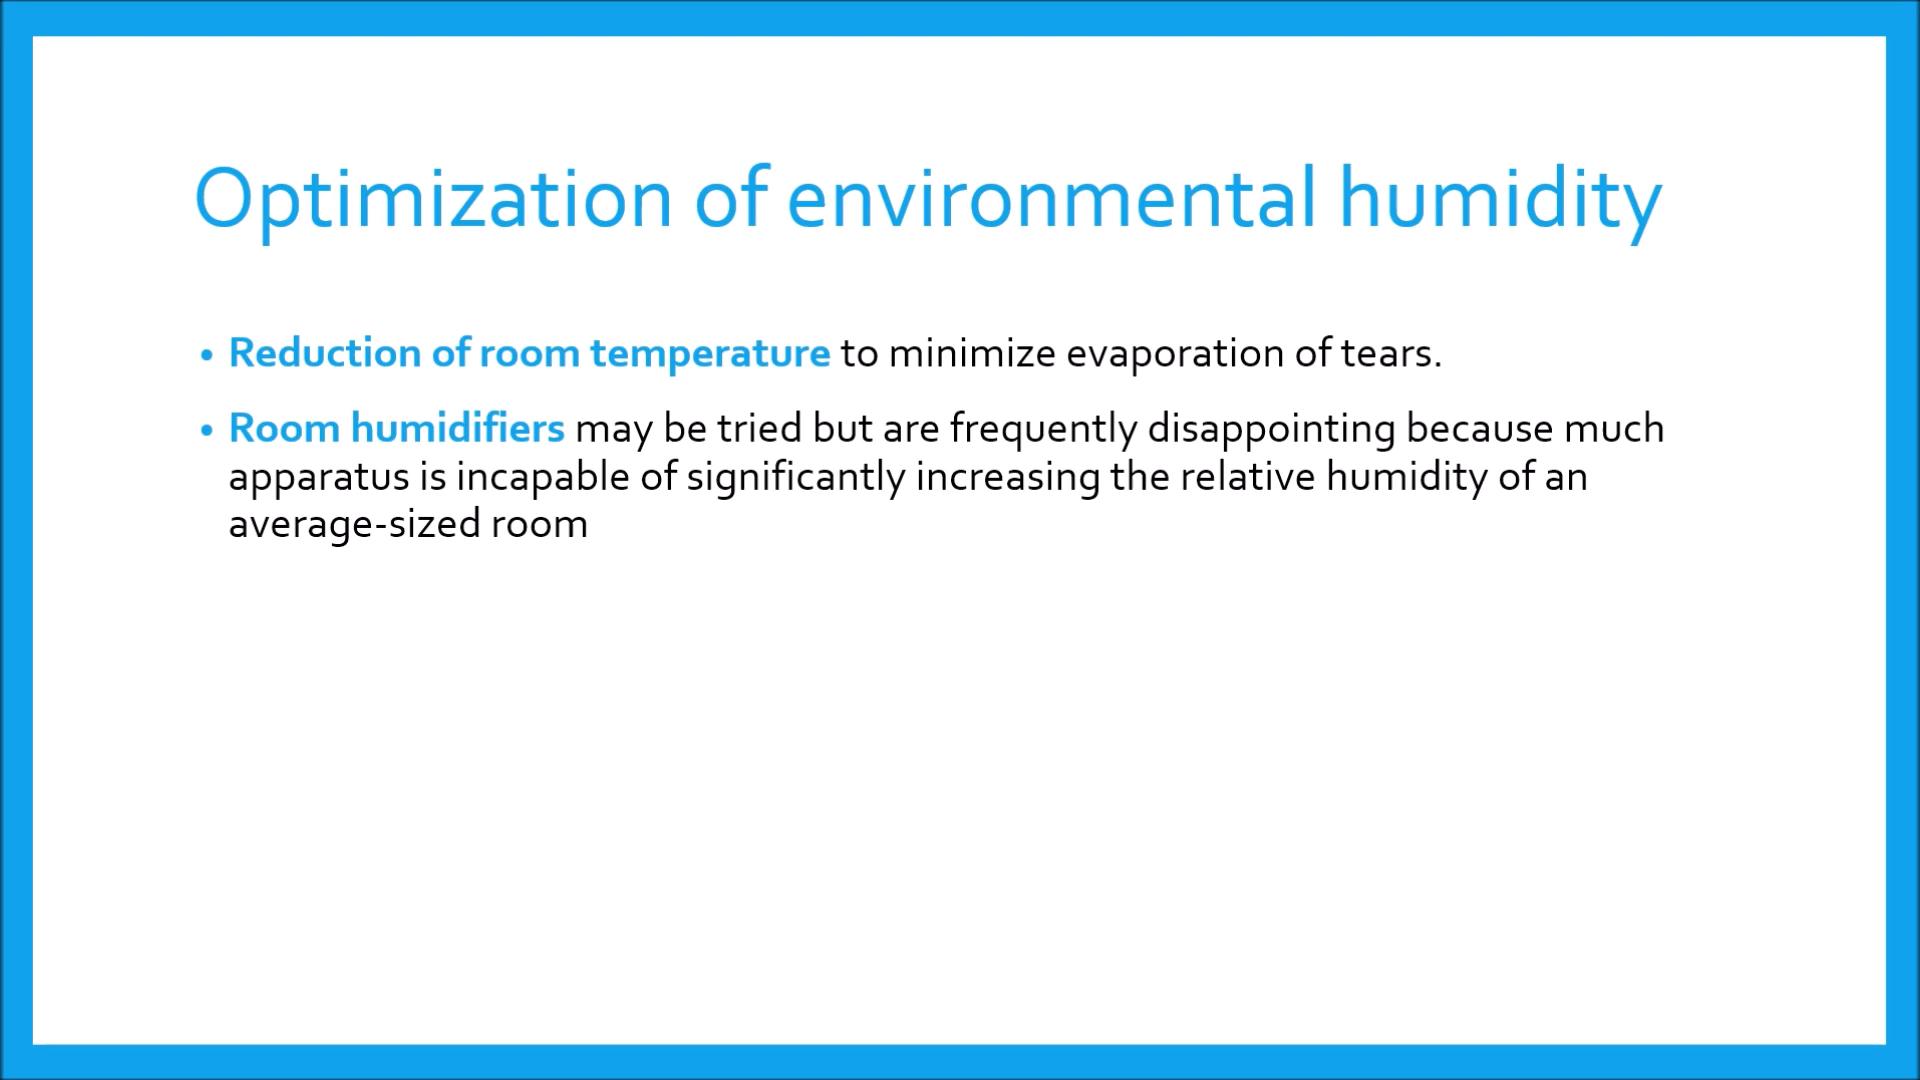 Optimization of environmental humidity
• Reduction of room temperature to minimize evaporation of tears.
• Room humidifiers may be tried but are frequently disappointing because much
apparatus is incapable of significantly increasing the relative humidity of an
average-sized room